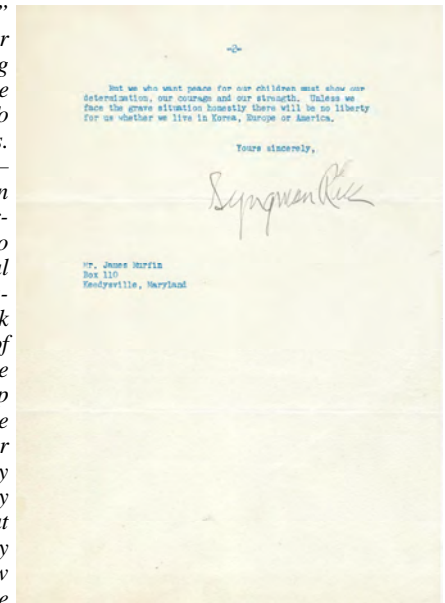 -2-
But we who want peace for our children must show our
determination, our courage and our strength. Unless we
face the grave situation honestly there will be no liberty
for us whether we live in Korea, Europe or America.
Yours sincerely,
Syngman Rhee
Mr. James Murfin
Box 110
Keedysville, Maryland